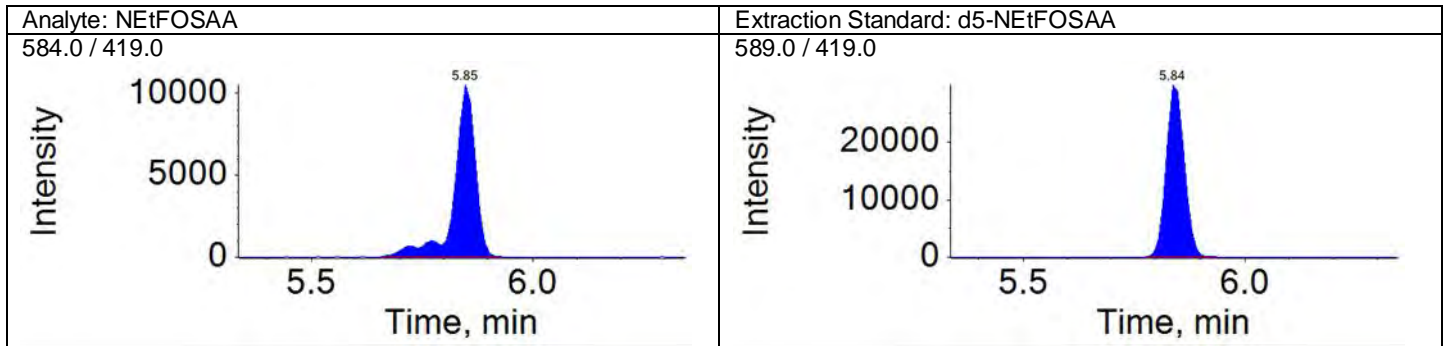 Analyte: NEtFOSAA
584.0 / 419.0
5.85
10000
5000
0
Intensity
5.5
6.0
Time, min
Extraction Standard: d5-NEtFOSAA
589.0 / 419.0
5.84
20000
10000
0
Intensity
5.5
6.0
Time, min